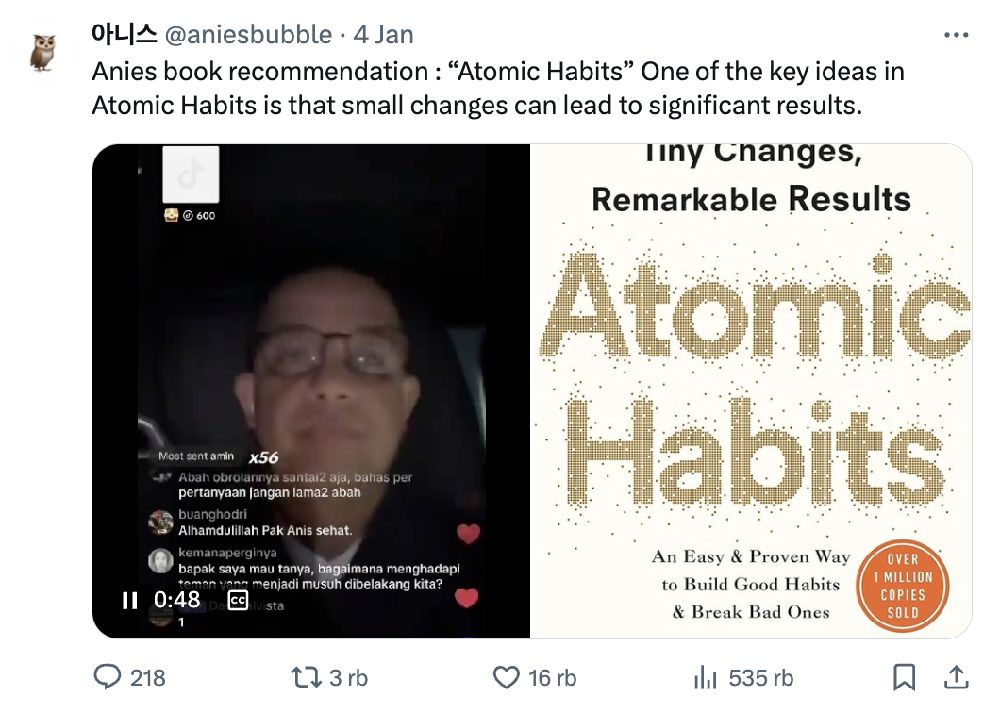 아니스 @aniesbubble · 4 Jan
Anies book recommendation : “Atomic Habits” One of the key ideas in
Atomic Habits is that small changes can lead to significant results.
600
Most sent amin x56
Abah obrolannya santai2 aja, bahas per
pertanyaan jangan lama2 abah
buanghodri
Alhamdulillah Pak Anis sehat.
kemanaperginya
bapak saya mau tanya, bagaimana menghadapi
teman yang menjadi musuh dibelakang kita?
0:48 CC
1
Tiny Changes,
Remarkable Results
Atomic
Habits
An Easy & Proven Way
to Build Good Habits
& Break Bad Ones
OVER
1 MILLION
COPIES
SOLD
218 3 rb 16 rb 535 rb